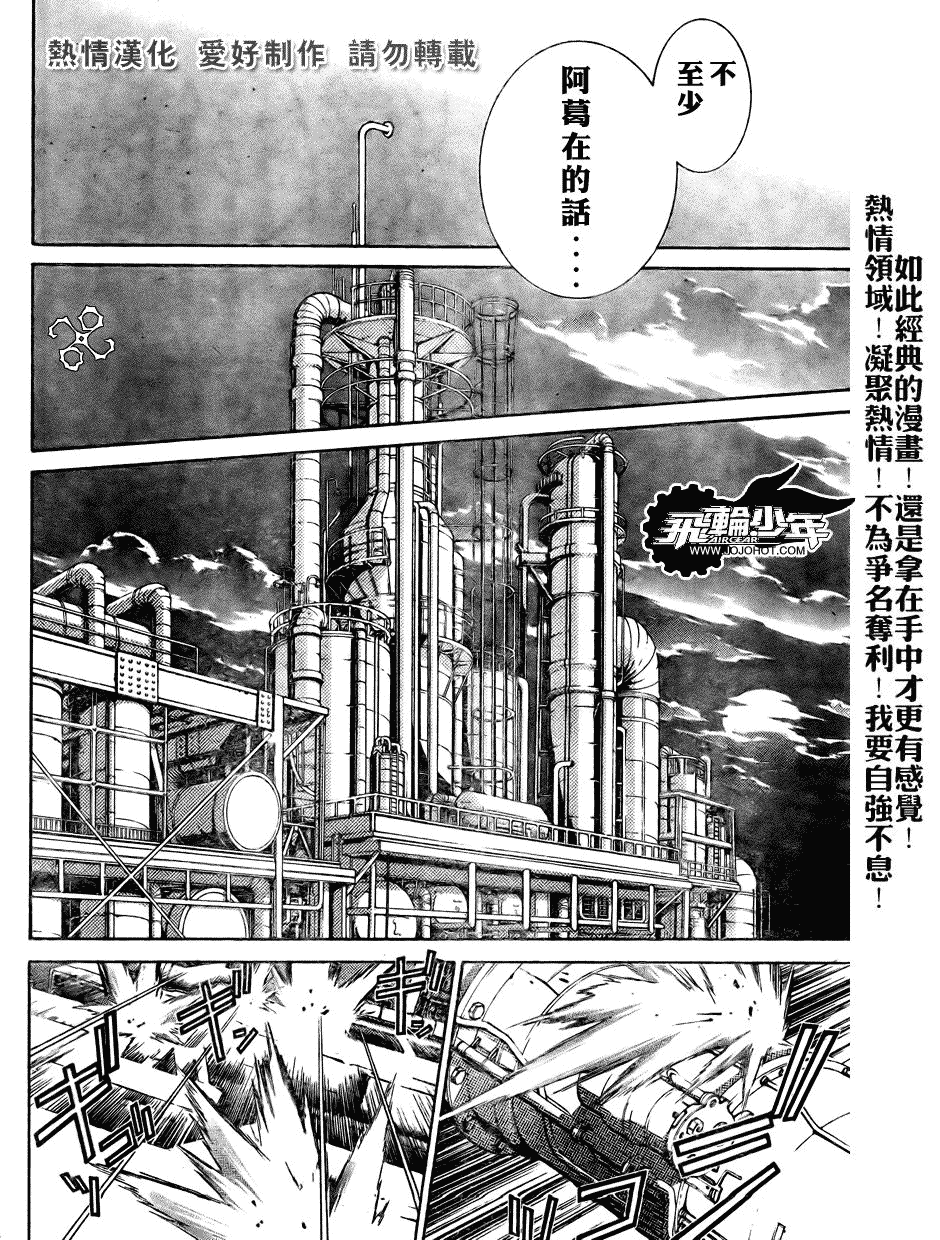 熱情漢化 愛好制作 請勿轉載
不
至少
阿葛在的話‥‥
如此經典的漫畫！還是拿在手中才更有感覺！
熱情領域！凝聚熱情！不為爭名奪利！我要自強不息！
飛輪少年
AIRGEAR
WWW.JOJOHOT.COM
ギ
ギギ
ギッ